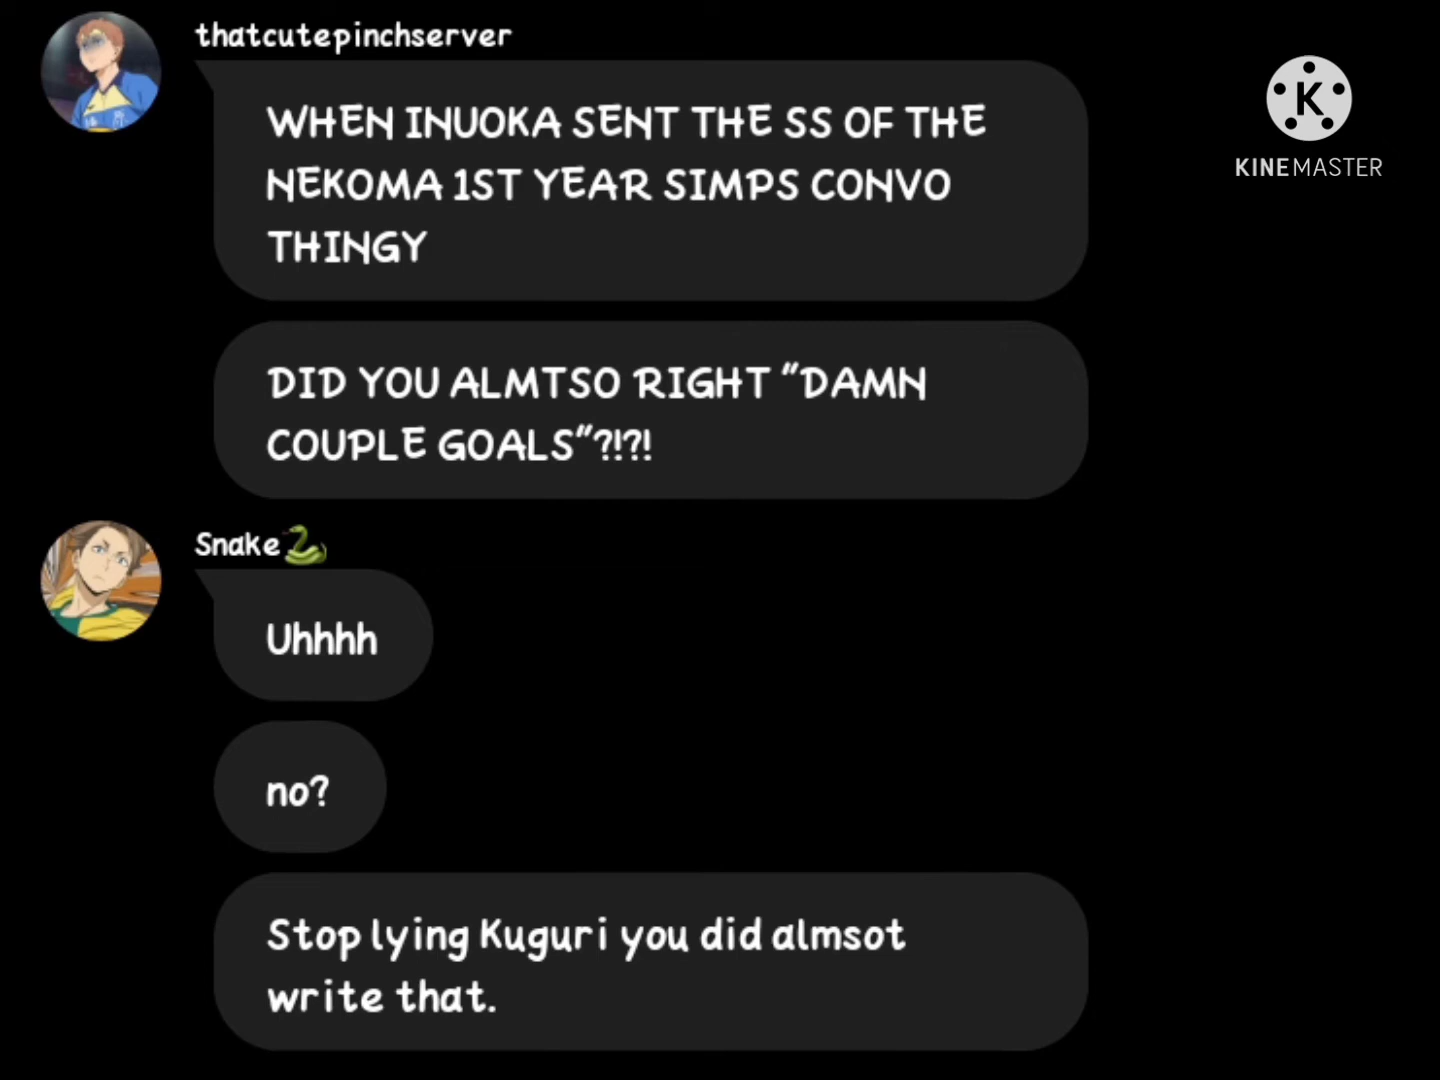 thatcutepinchserver
WHEN INUOKA SENT THE SS OF THE
NEKOMA 1ST YEAR SIMPS CONVO
THINGY
DID YOU ALMTSO RIGHT "DAMN
COUPLE GOALS"?!?!
Snake🐍
Uhhhh
no?
Stop lying Kuguri you did almsot
write that.
K
KINEMASTER